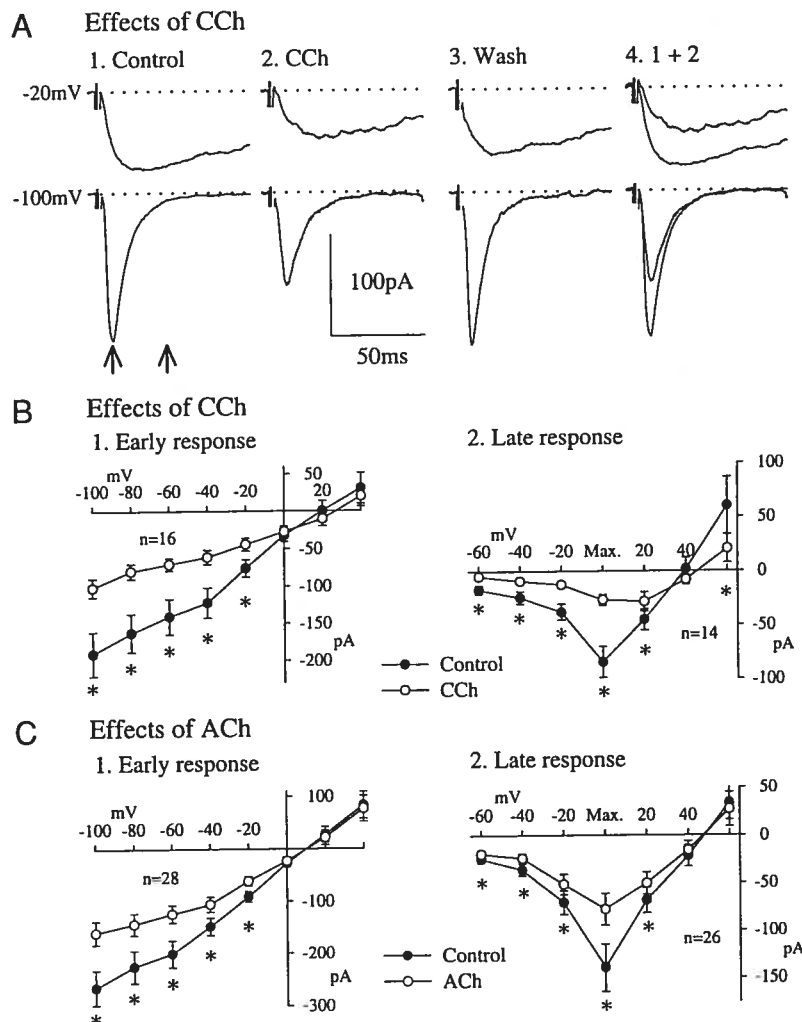 A Effects of CCh
1. Control 2. CCh 3. Wash 4. 1 + 2
-20mV
-100mV
100pA
50ms
B Effects of CCh
1. Early response
mV
-100 -80 -60 -40 -20 20
50
-50
-100
-150
-200
pA
n=16
* * * * *
2. Late response
mV
-60 -40 -20 Max. 20 40
100
50
0
-50
-100
pA
n=14
* * * * * *
Control
CCh
C Effects of ACh
1. Early response
mV
-100 -80 -60 -40 -20
100
-100
-200
-300
pA
n=28
* * * * *
2. Late response
mV
-60 -40 -20 Max. 20 40
50
0
-50
-100
-150
pA
n=26
* * * * *
Control
ACh